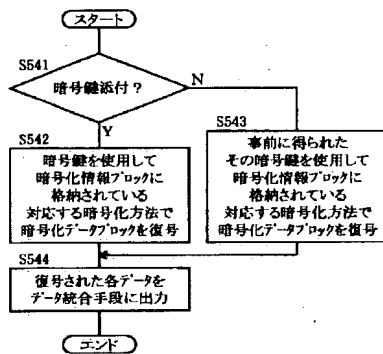 スタート
S541
暗号鍵添付？
N
Y
S542
暗号鍵を使用して
暗号化情報ブロックに
格納されている
対応する暗号化方法で
暗号化データブロックを復号
S543
事前に得られた
その暗号鍵を使用して
暗号化情報ブロックに
格納されている
対応する暗号化方法で
暗号化データブロックを復号
S544
復号された各データを
データ統合手段に出力
エンド